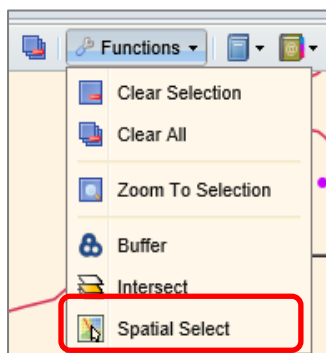 Functions
Clear Selection
Clear All
Zoom To Selection
Buffer
Intersect
Spatial Select